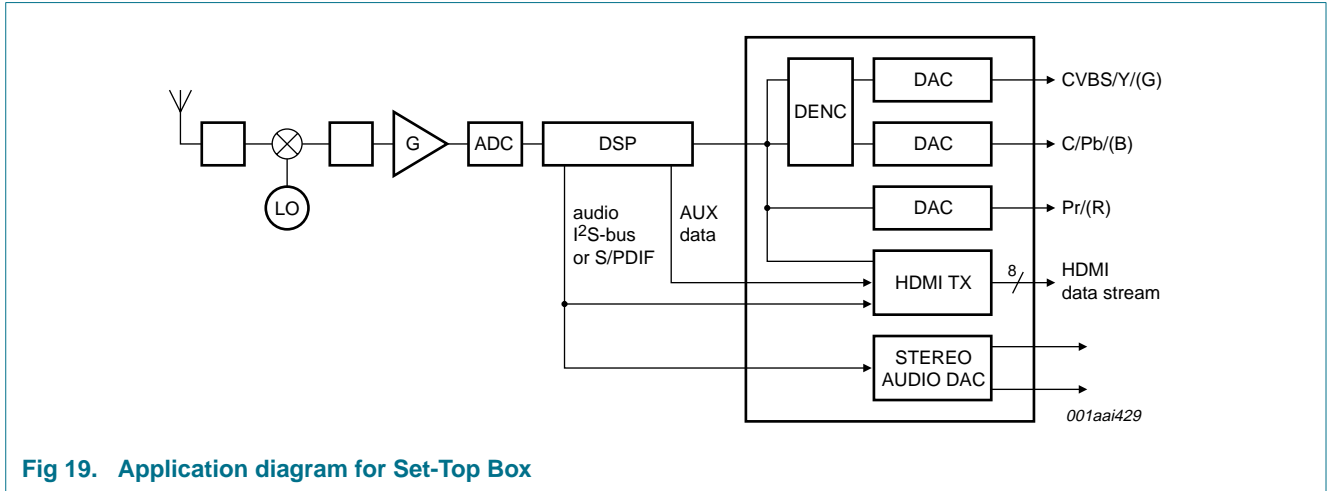 LO
G
ADC
DSP
audio
I2S-bus
or S/PDIF
AUX
data
DENC
DAC
CVBS/Y/(G)
DAC
C/Pb/(B)
DAC
Pr/(R)
HDMI TX
8
HDMI
data stream
STEREO
AUDIO DAC
001aai429
Fig 19. Application diagram for Set-Top Box